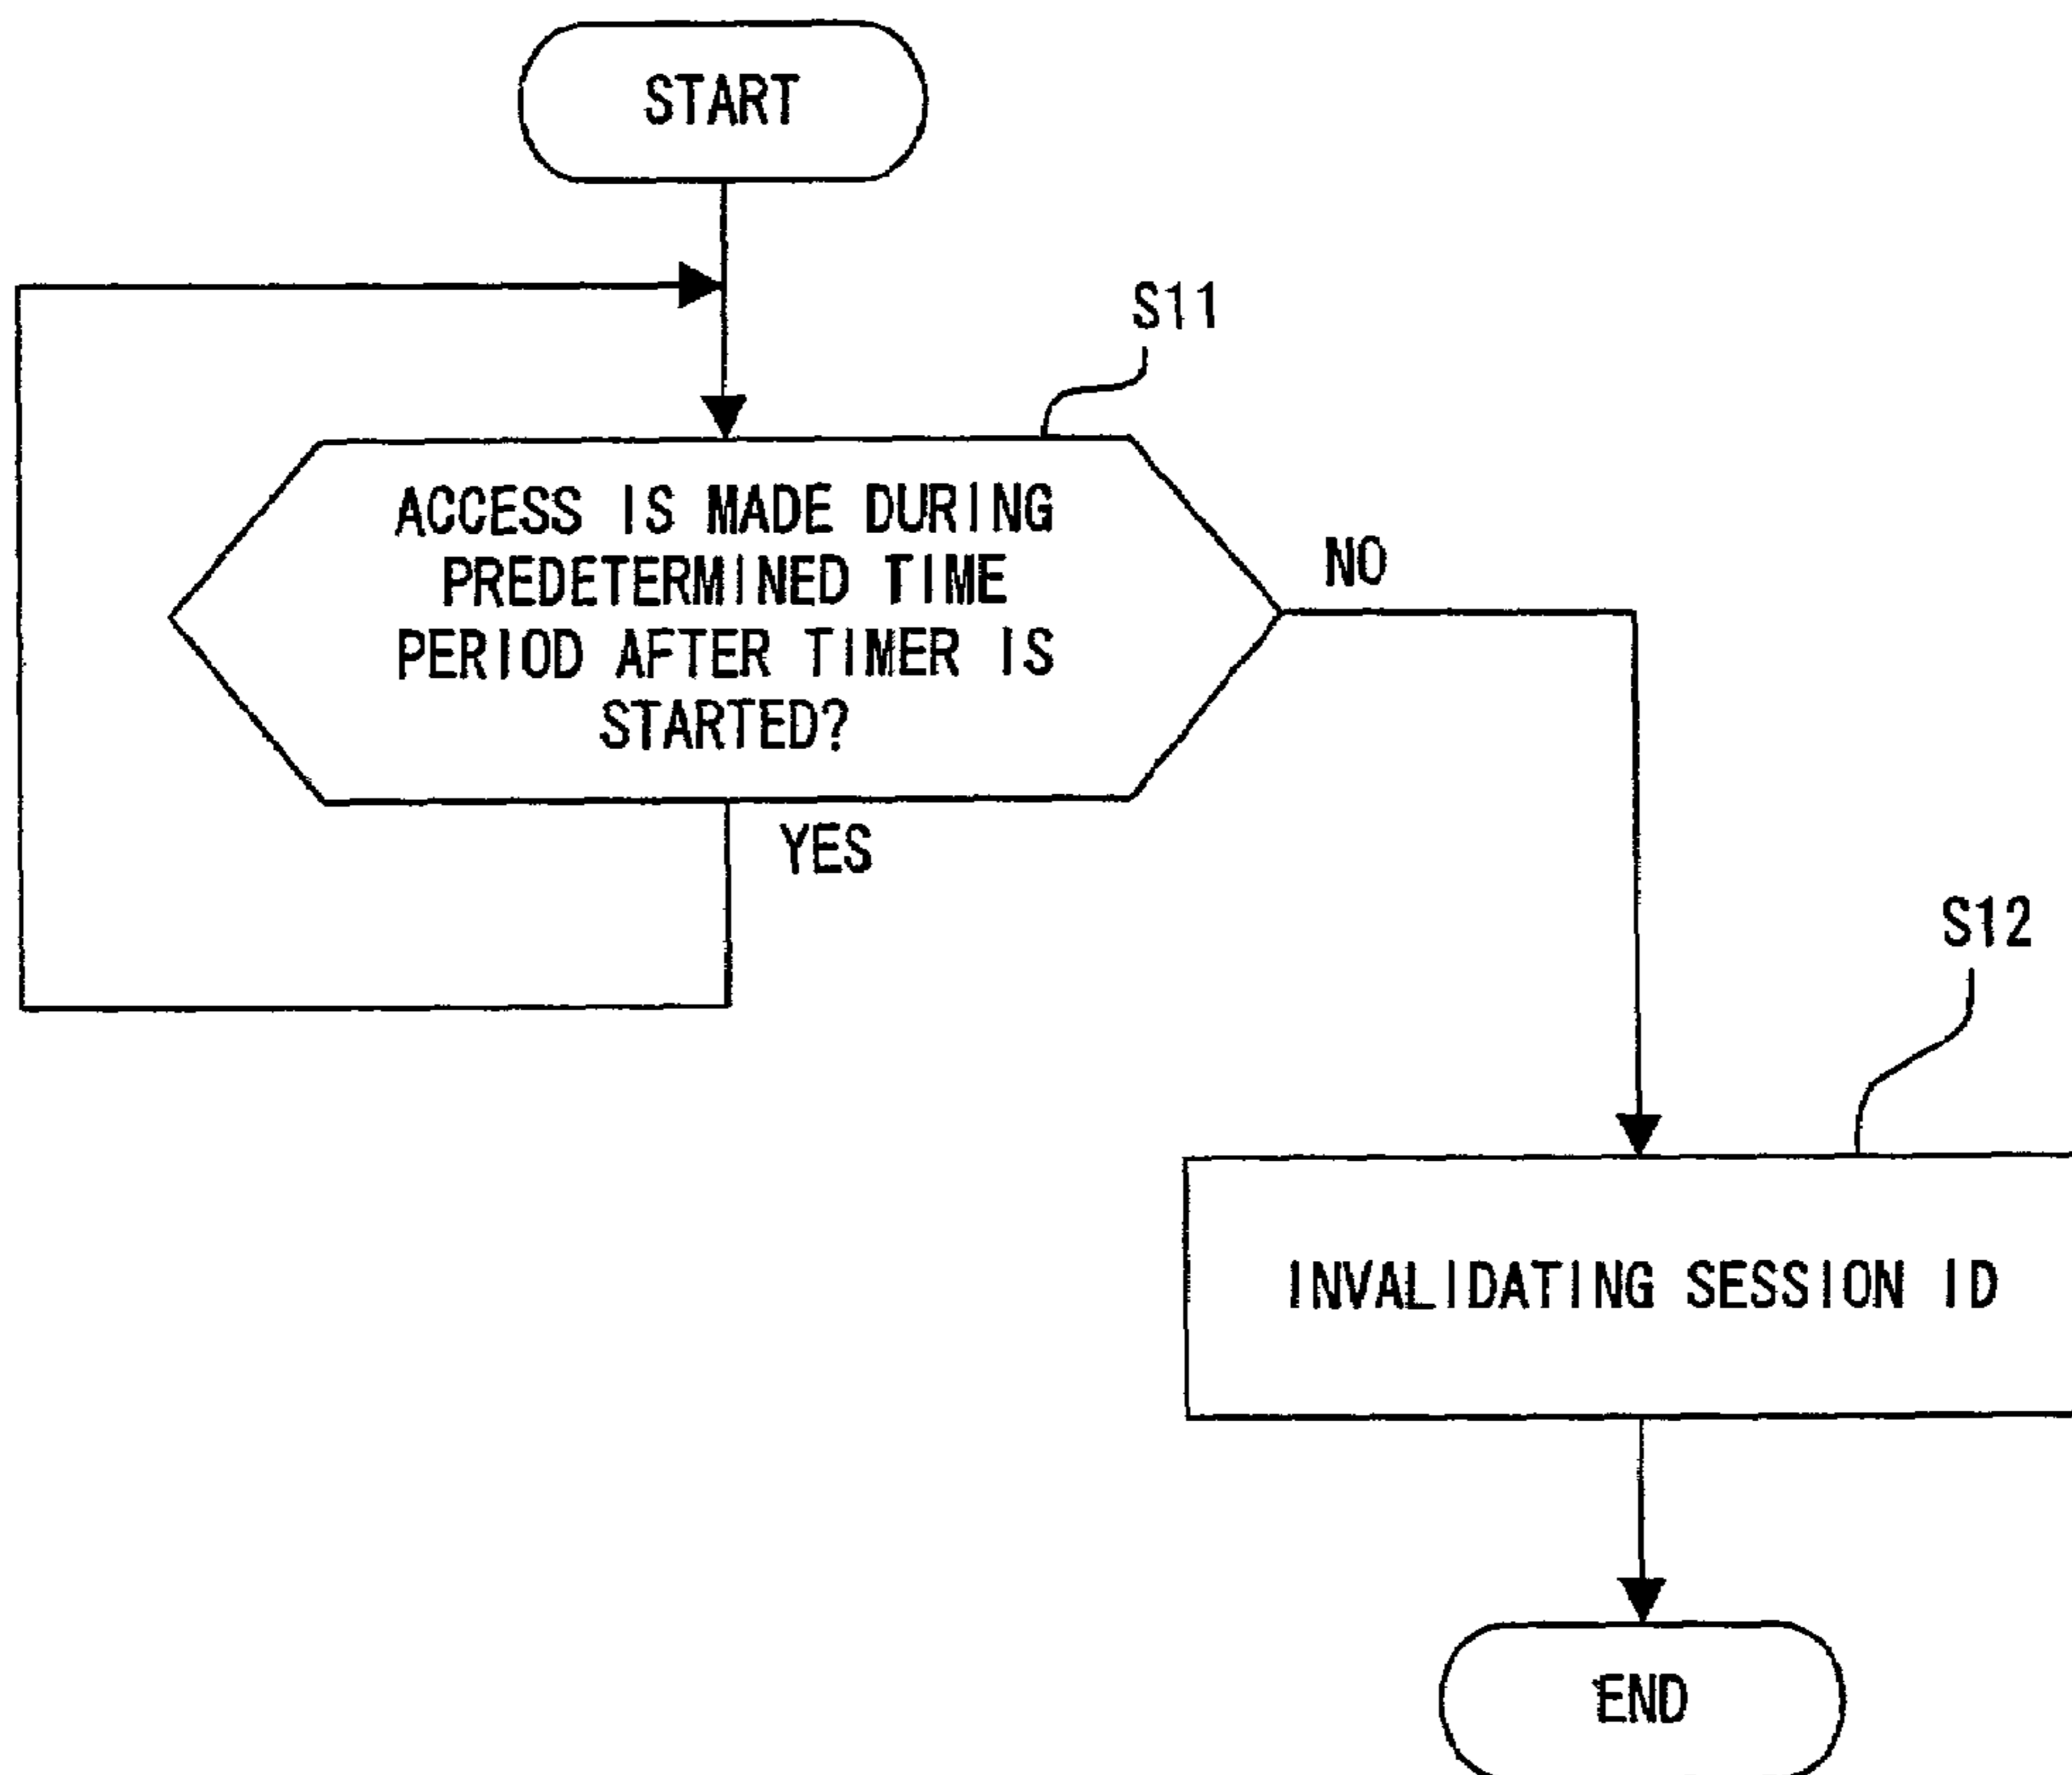 START
S11
ACCESS IS MADE DURING
PREDETERMINED TIME
PERIOD AFTER TIMER IS
STARTED?
NO
YES
S12
INVALIDATING SESSION ID
END